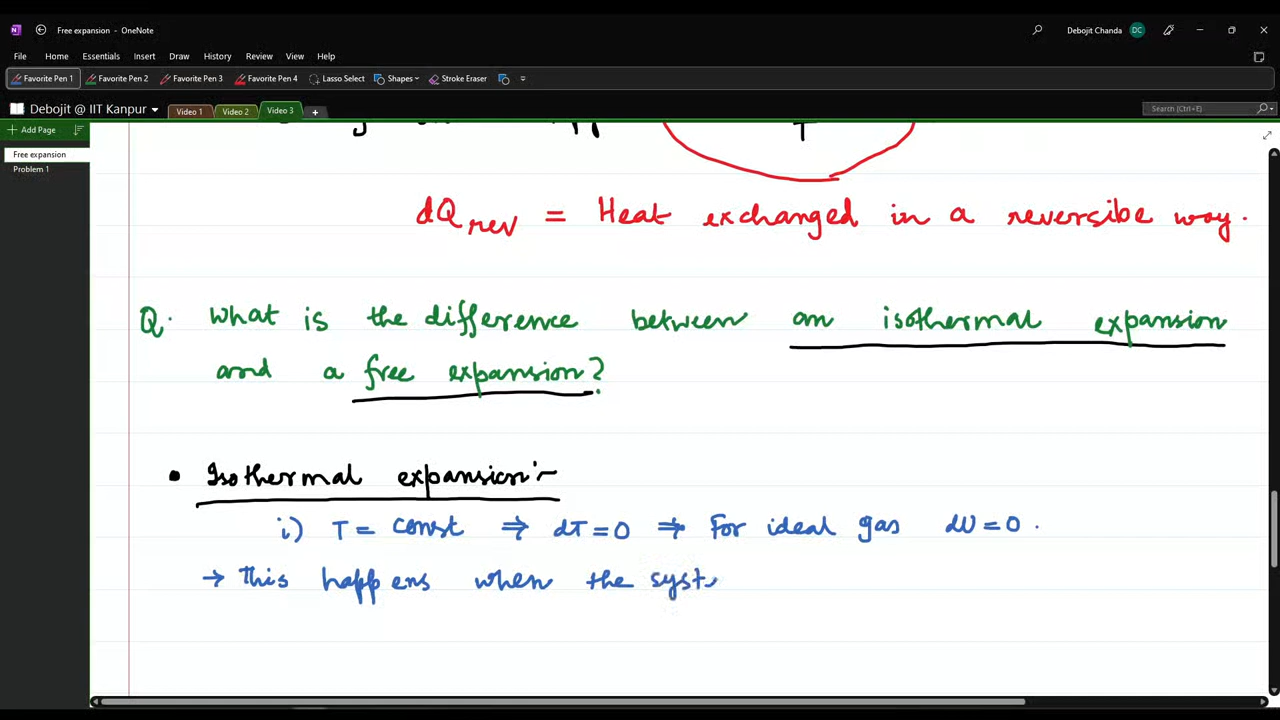 Free expansion - OneNote
Debojit Chanda DC
File Home Essentials Insert Draw History Review View Help
Favorite Pen 1 Favorite Pen 2 Favorite Pen 3 Favorite Pen 4 Lasso Select Shapes Stroke Eraser
Debojit @ IIT Kanpur Video 1 Video 2 Video 3 + Search (Ctrl+E)
+ Add Page
Free expansion
Problem 1
T
dQrev = Heat exchanged in a reversibe way.
Q. What is the difference between an isothermal expansion
and a free expansion?
• Isothermal expansion:-
i) T = const ⇒ dT = 0 ⇒ For ideal gas dU = 0.
→ This happens when the syst